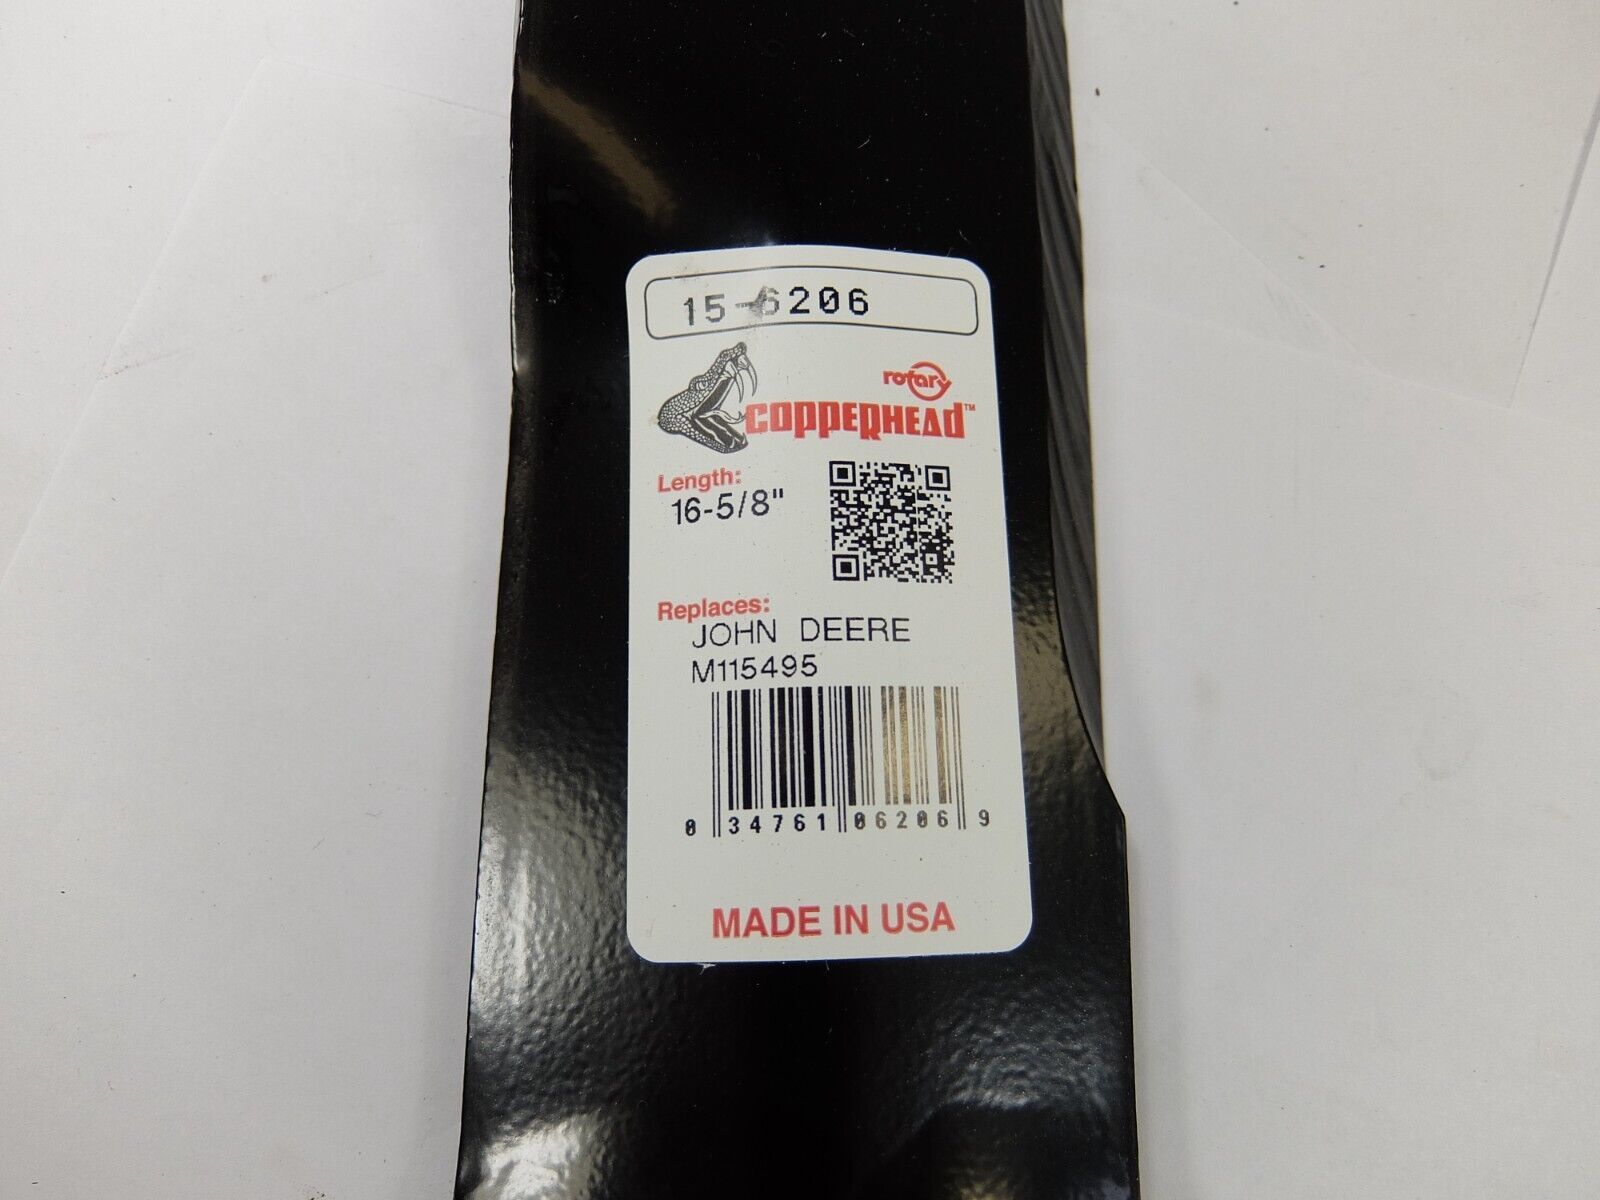 15-6206
rotary
COPPERHEAD™
Length:
16-5/8"
Replaces:
JOHN DEERE
M115495
0 34761 06206 9
MADE IN USA